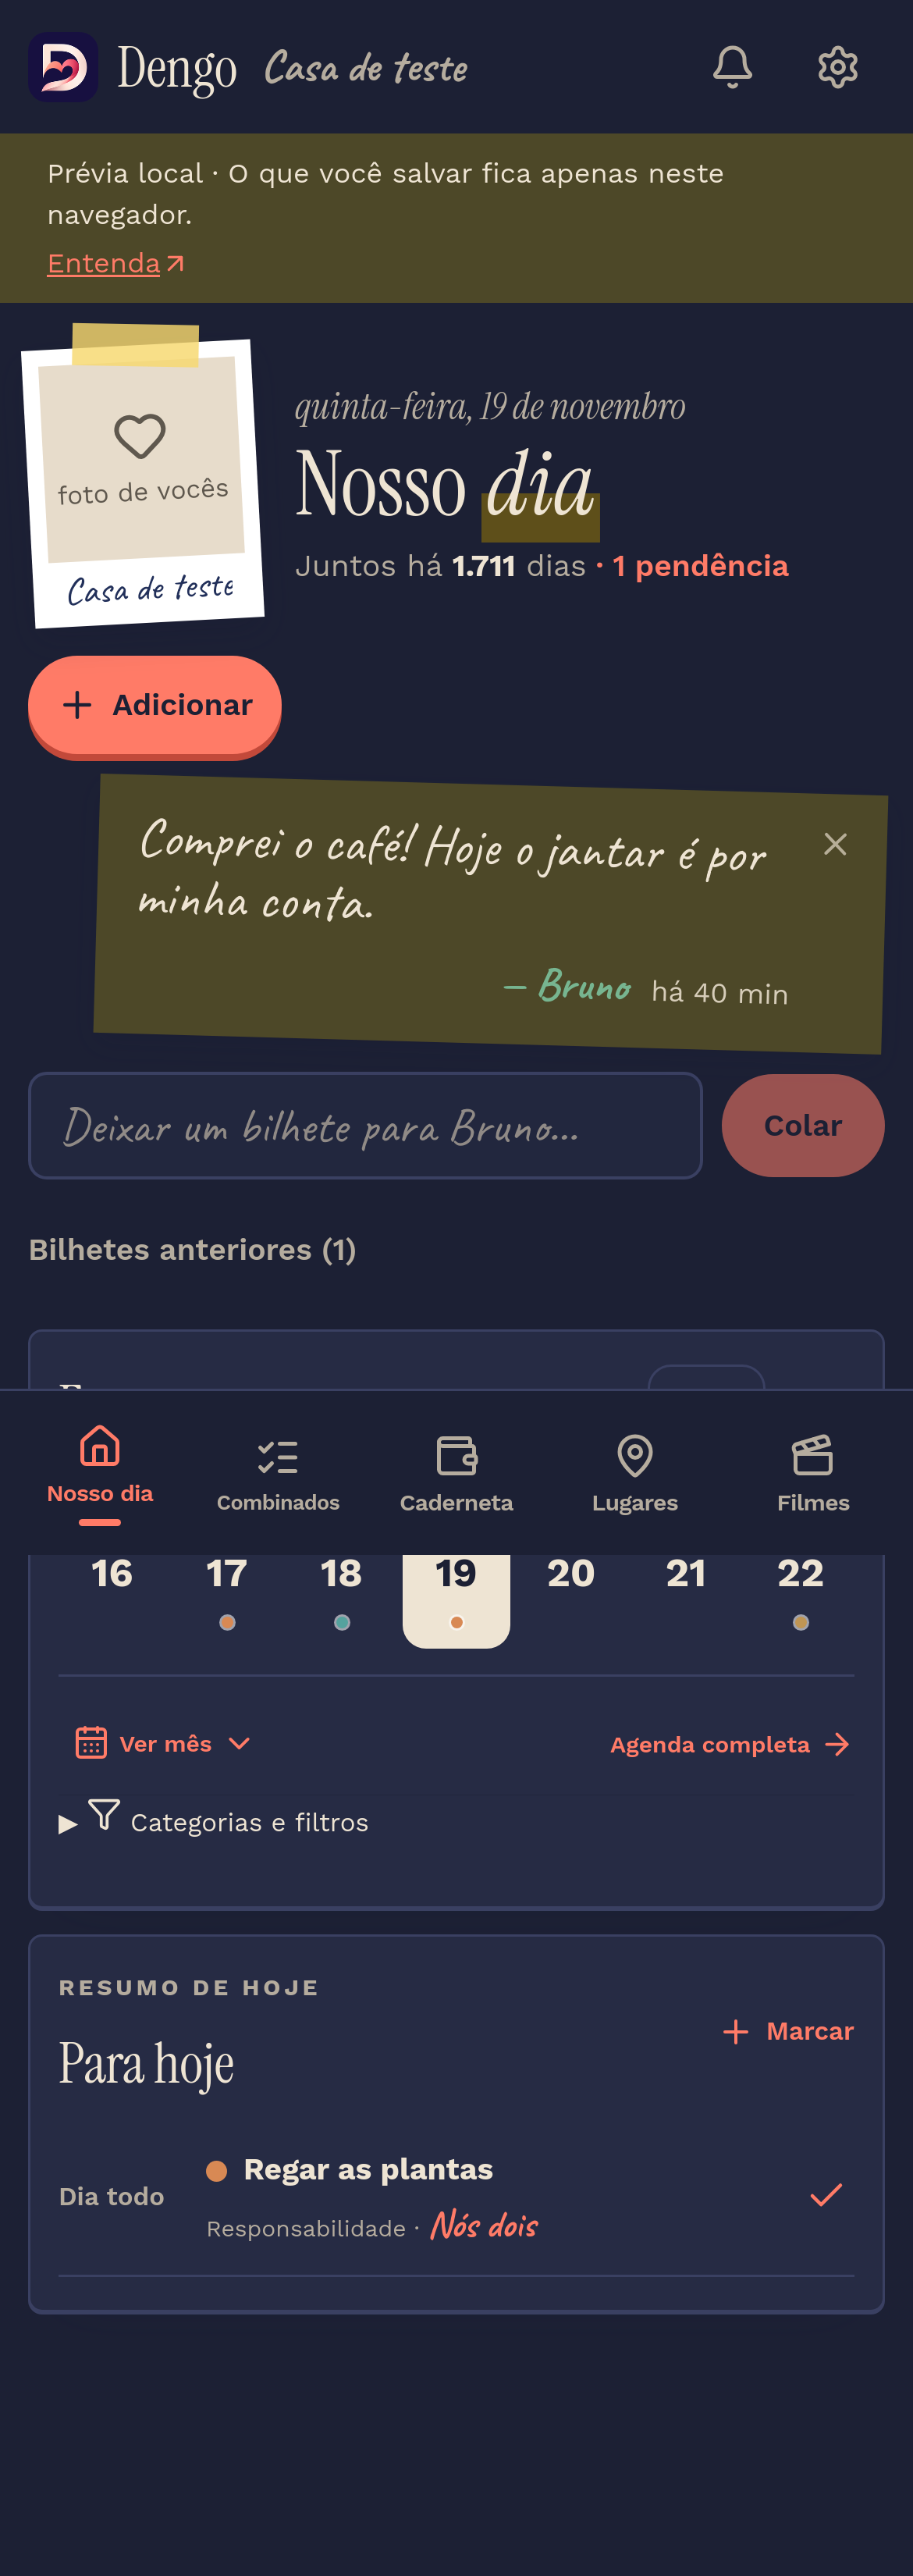 Dengo Casa de teste
Prévia local · O que você salvar fica apenas neste
navegador.
Entenda
foto de vocês
Casa de teste
quinta-feira, 19 de novembro
Nosso dia
Juntos há 1.711 dias · 1 pendência
Adicionar
Comprei o café! Hoje o jantar é por
minha conta.
— Bruno há 40 min
Deixar um bilhete para Bruno...
Colar
Bilhetes anteriores (1)
Nosso dia
Combinados
Caderneta
Lugares
Filmes
16 17 18 19 20 21 22
Ver mês
Agenda completa
Categorias e filtros
RESUMO DE HOJE
Para hoje
Marcar
Dia todo
Regar as plantas
Responsabilidade · Nós dois